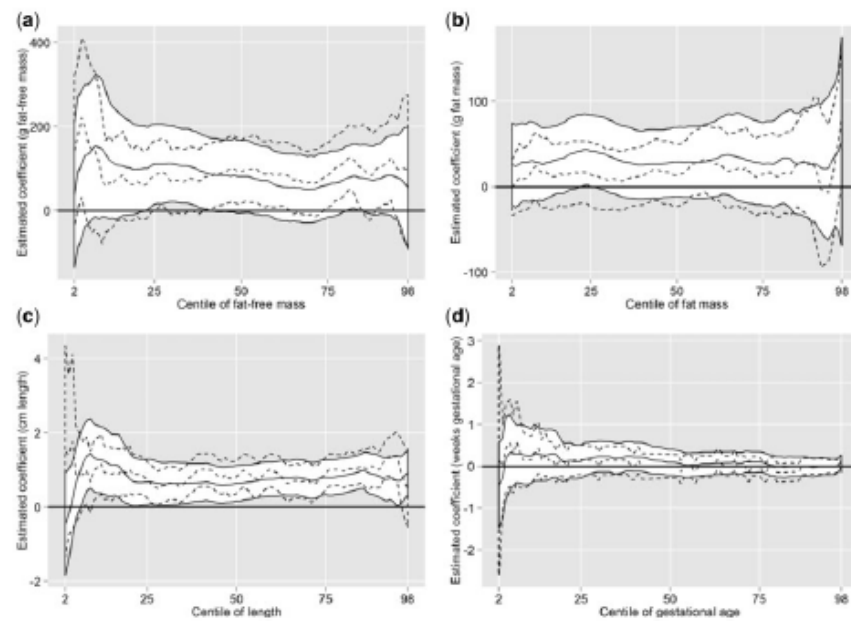 (a)
Estimated coefficient (g fat-free mass)
400
200
0
2 25 50 75 98
Centile of fat-free mass
(b)
Estimated coefficient (g fat mass)
100
0
-100
2 25 50 75 98
Centile of fat mass
(c)
Estimated coefficient (cm length)
4
2
0
-2
2 25 50 75 98
Centile of length
(d)
Estimated coefficient (weeks gestational age)
3
2
1
0
-1
-2
2 25 50 75 98
Centile of gestational age